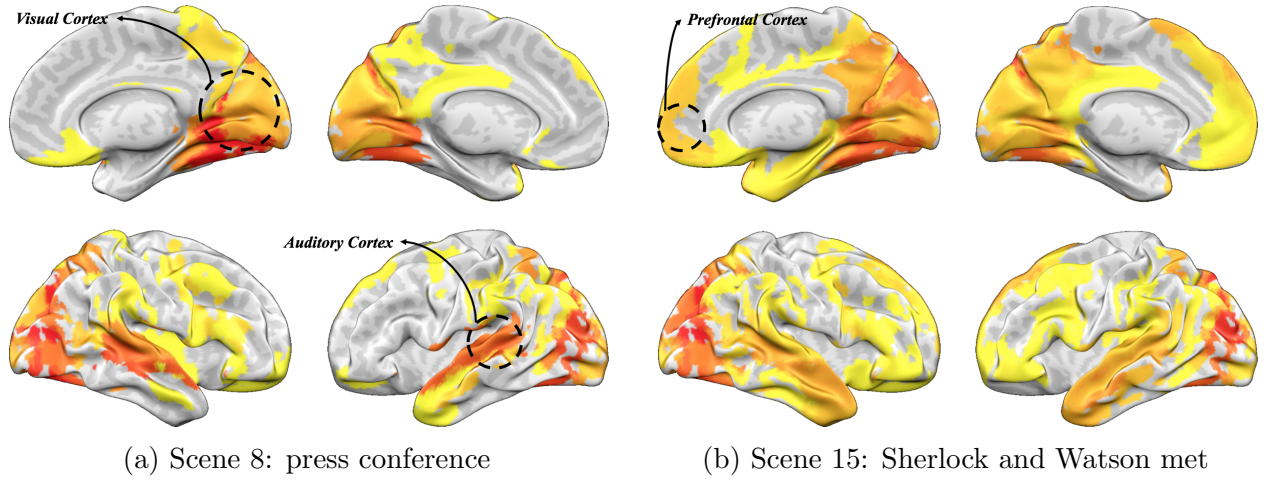 Visual Cortex
Prefrontal Cortex
Auditory Cortex
(a) Scene 8: press conference
(b) Scene 15: Sherlock and Watson met